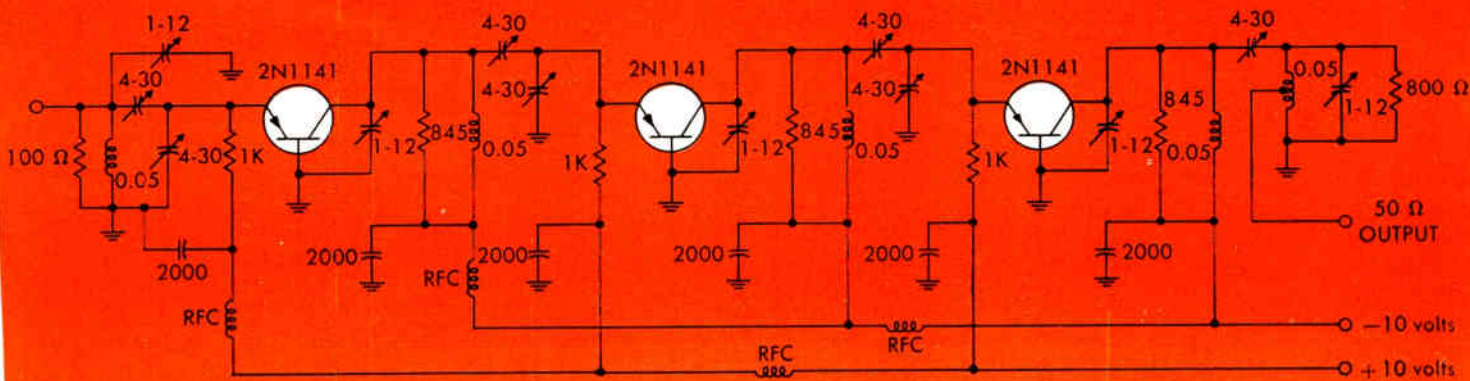 1-12
4-30
4-30
4-30
2N1141
2N1141
2N1141
4-30
4-30
4-30
1-12
0.05
800 Ω
100 Ω
0.05
4-30
1K
1-12
845
0.05
1K
1-12
845
0.05
1K
1-12
845
0.05
50 Ω
OUTPUT
2000
2000
2000
2000
2000
2000
RFC
RFC
RFC
RFC
−10 volts
+10 volts